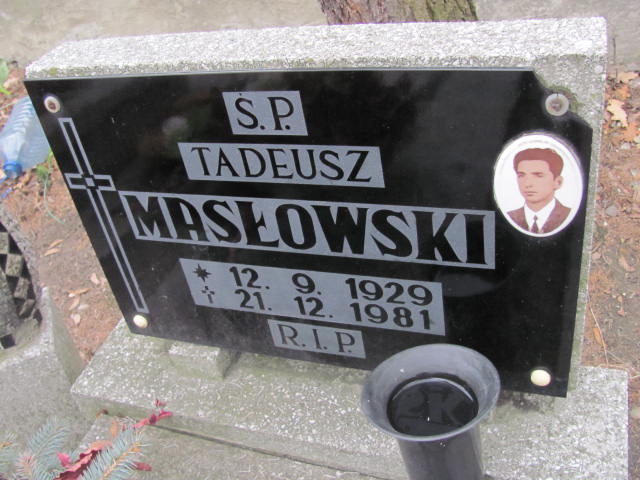 Ś.P.
TADEUSZ
MASŁOWSKI
* 12. 9. 1929
† 21. 12. 1981
R.I.P.